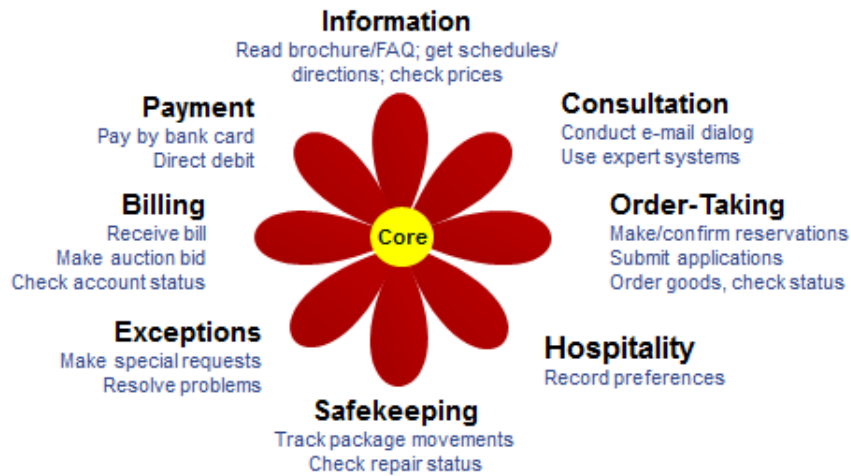 Information
Read brochure/FAQ; get schedules/
directions; check prices
Payment
Pay by bank card
Direct debit
Consultation
Conduct e-mail dialog
Use expert systems
Billing
Receive bill
Make auction bid
Check account status
Core
Order-Taking
Make/confirm reservations
Submit applications
Order goods, check status
Exceptions
Make special requests
Resolve problems
Hospitality
Record preferences
Safekeeping
Track package movements
Check repair status